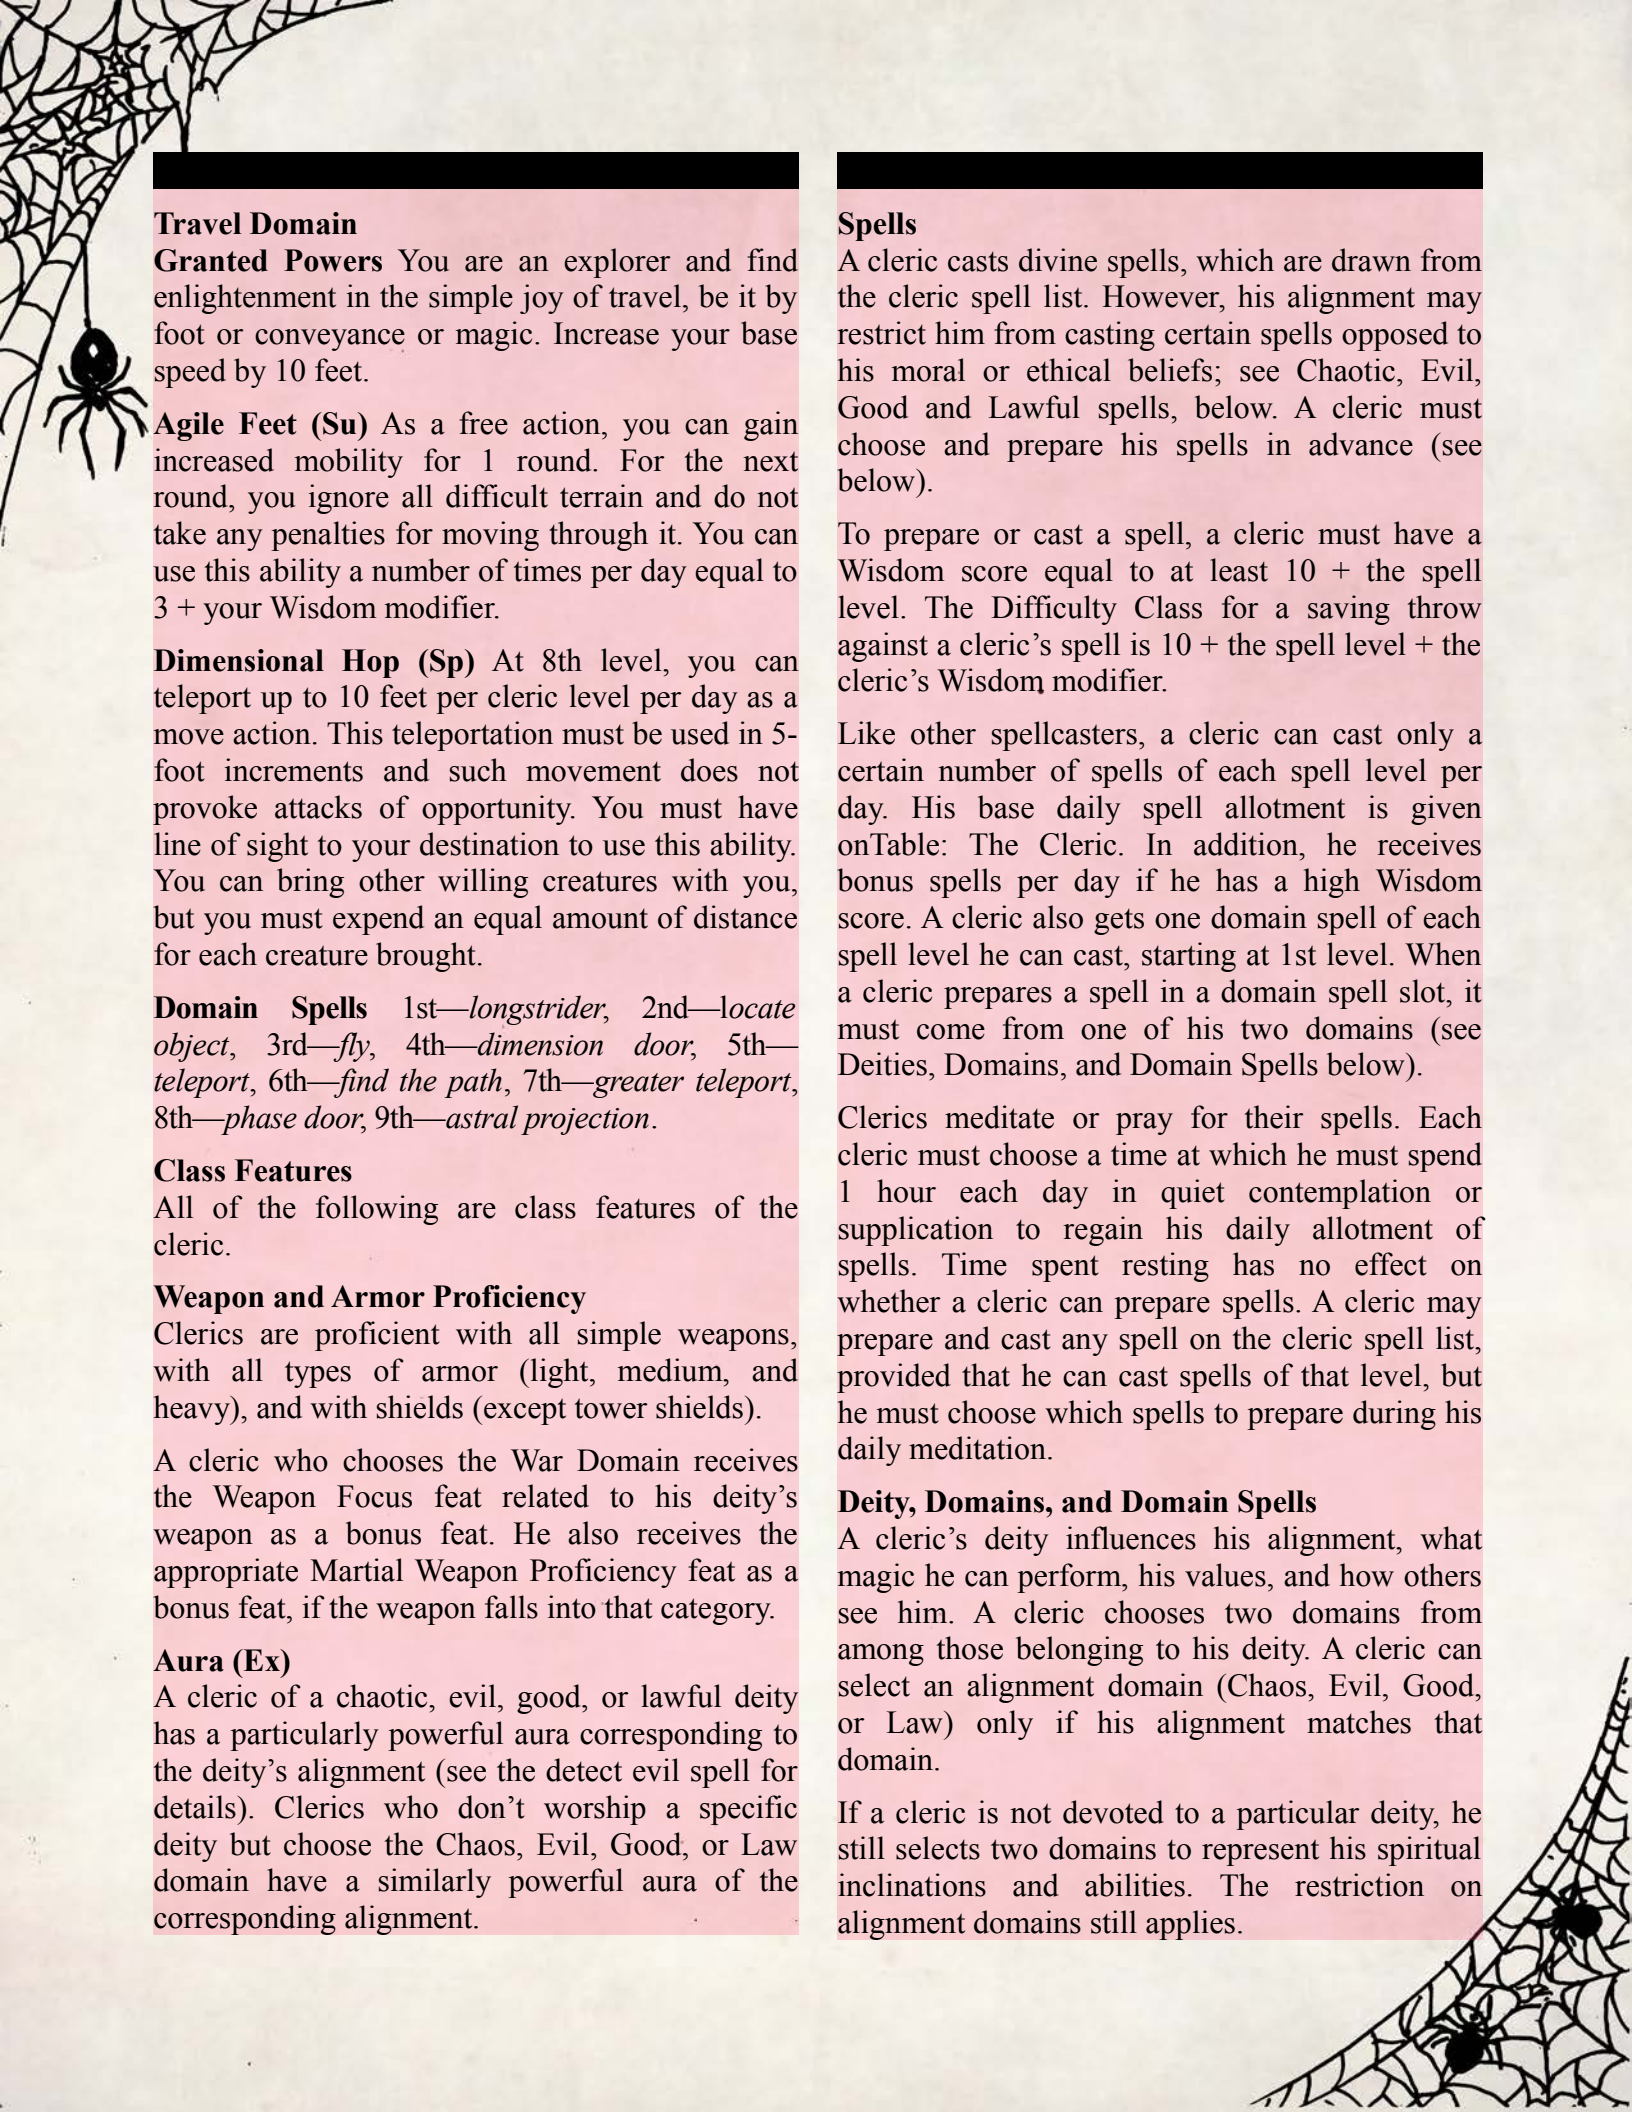 Travel Domain
Granted Powers You are an explorer and find
enlightenment in the simple joy of travel, be it by
foot or conveyance or magic. Increase your base
speed by 10 feet.
Agile Feet (Su) As a free action, you can gain
increased mobility for 1 round. For the next
round, you ignore all difficult terrain and do not
take any penalties for moving through it. You can
use this ability a number of times per day equal to
3 + your Wisdom modifier.
Dimensional Hop (Sp) At 8th level, you can
teleport up to 10 feet per cleric level per day as a
move action. This teleportation must be used in 5-
foot increments and such movement does not
provoke attacks of opportunity. You must have
line of sight to your destination to use this ability.
You can bring other willing creatures with you,
but you must expend an equal amount of distance
for each creature brought.
Domain Spells 1st—longstrider, 2nd—locate
object, 3rd—fly, 4th—dimension door, 5th—
teleport, 6th—find the path, 7th—greater teleport,
8th—phase door, 9th—astral projection.
Class Features
All of the following are class features of the
cleric.
Weapon and Armor Proficiency
Clerics are proficient with all simple weapons,
with all types of armor (light, medium, and
heavy), and with shields (except tower shields).
A cleric who chooses the War Domain receives
the Weapon Focus feat related to his deity’s
weapon as a bonus feat. He also receives the
appropriate Martial Weapon Proficiency feat as a
bonus feat, if the weapon falls into that category.
Aura (Ex)
A cleric of a chaotic, evil, good, or lawful deity
has a particularly powerful aura corresponding to
the deity’s alignment (see the detect evil spell for
details). Clerics who don’t worship a specific
deity but choose the Chaos, Evil, Good, or Law
domain have a similarly powerful aura of the
corresponding alignment.
Spells
A cleric casts divine spells, which are drawn from
the cleric spell list. However, his alignment may
restrict him from casting certain spells opposed to
his moral or ethical beliefs; see Chaotic, Evil,
Good and Lawful spells, below. A cleric must
choose and prepare his spells in advance (see
below).
To prepare or cast a spell, a cleric must have a
Wisdom score equal to at least 10 + the spell
level. The Difficulty Class for a saving throw
against a cleric’s spell is 10 + the spell level + the
cleric’s Wisdom modifier.
Like other spellcasters, a cleric can cast only a
certain number of spells of each spell level per
day. His base daily spell allotment is given
onTable: The Cleric. In addition, he receives
bonus spells per day if he has a high Wisdom
score. A cleric also gets one domain spell of each
spell level he can cast, starting at 1st level. When
a cleric prepares a spell in a domain spell slot, it
must come from one of his two domains (see
Deities, Domains, and Domain Spells below).
Clerics meditate or pray for their spells. Each
cleric must choose a time at which he must spend
1 hour each day in quiet contemplation or
supplication to regain his daily allotment of
spells. Time spent resting has no effect on
whether a cleric can prepare spells. A cleric may
prepare and cast any spell on the cleric spell list,
provided that he can cast spells of that level, but
he must choose which spells to prepare during his
daily meditation.
Deity, Domains, and Domain Spells
A cleric’s deity influences his alignment, what
magic he can perform, his values, and how others
see him. A cleric chooses two domains from
among those belonging to his deity. A cleric can
select an alignment domain (Chaos, Evil, Good,
or Law) only if his alignment matches that
domain.
If a cleric is not devoted to a particular deity, he
still selects two domains to represent his spiritual
inclinations and abilities. The restriction on
alignment domains still applies.